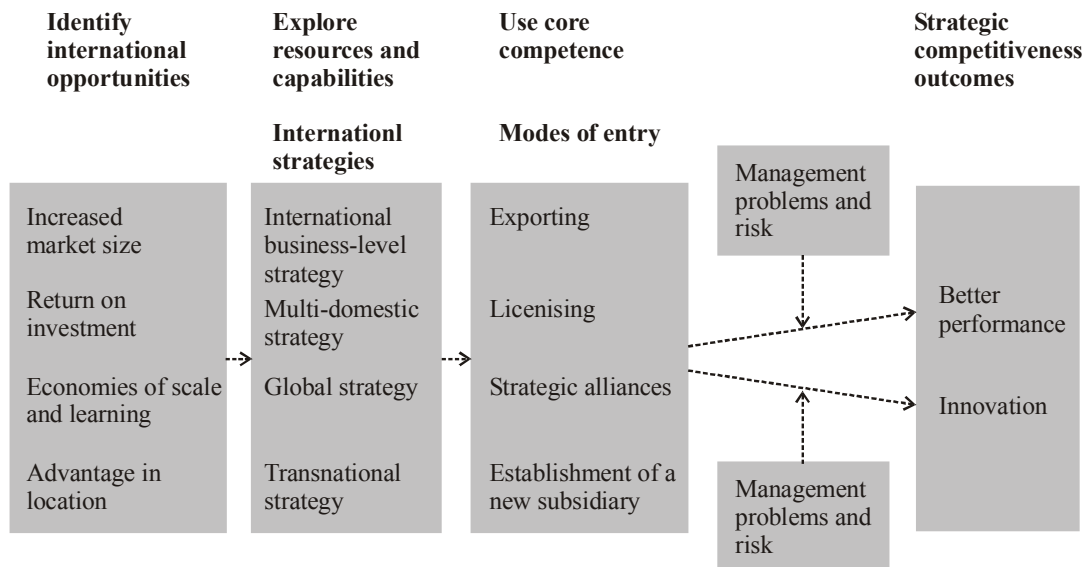 Identify
international
opportunities
Explore
resources and
capabilities
Internationl
strategies
Use core
competence
Modes of entry
Strategic
competitiveness
outcomes
Increased
market size
Return on
investment
Economies of scale
and learning
Advantage in
location
International
business-level
strategy
Multi-domestic
strategy
Global strategy
Transnational
strategy
Exporting
Licenising
Strategic alliances
Establishment of a
new subsidiary
Management
problems and
risk
Management
problems and
risk
Better
performance
Innovation